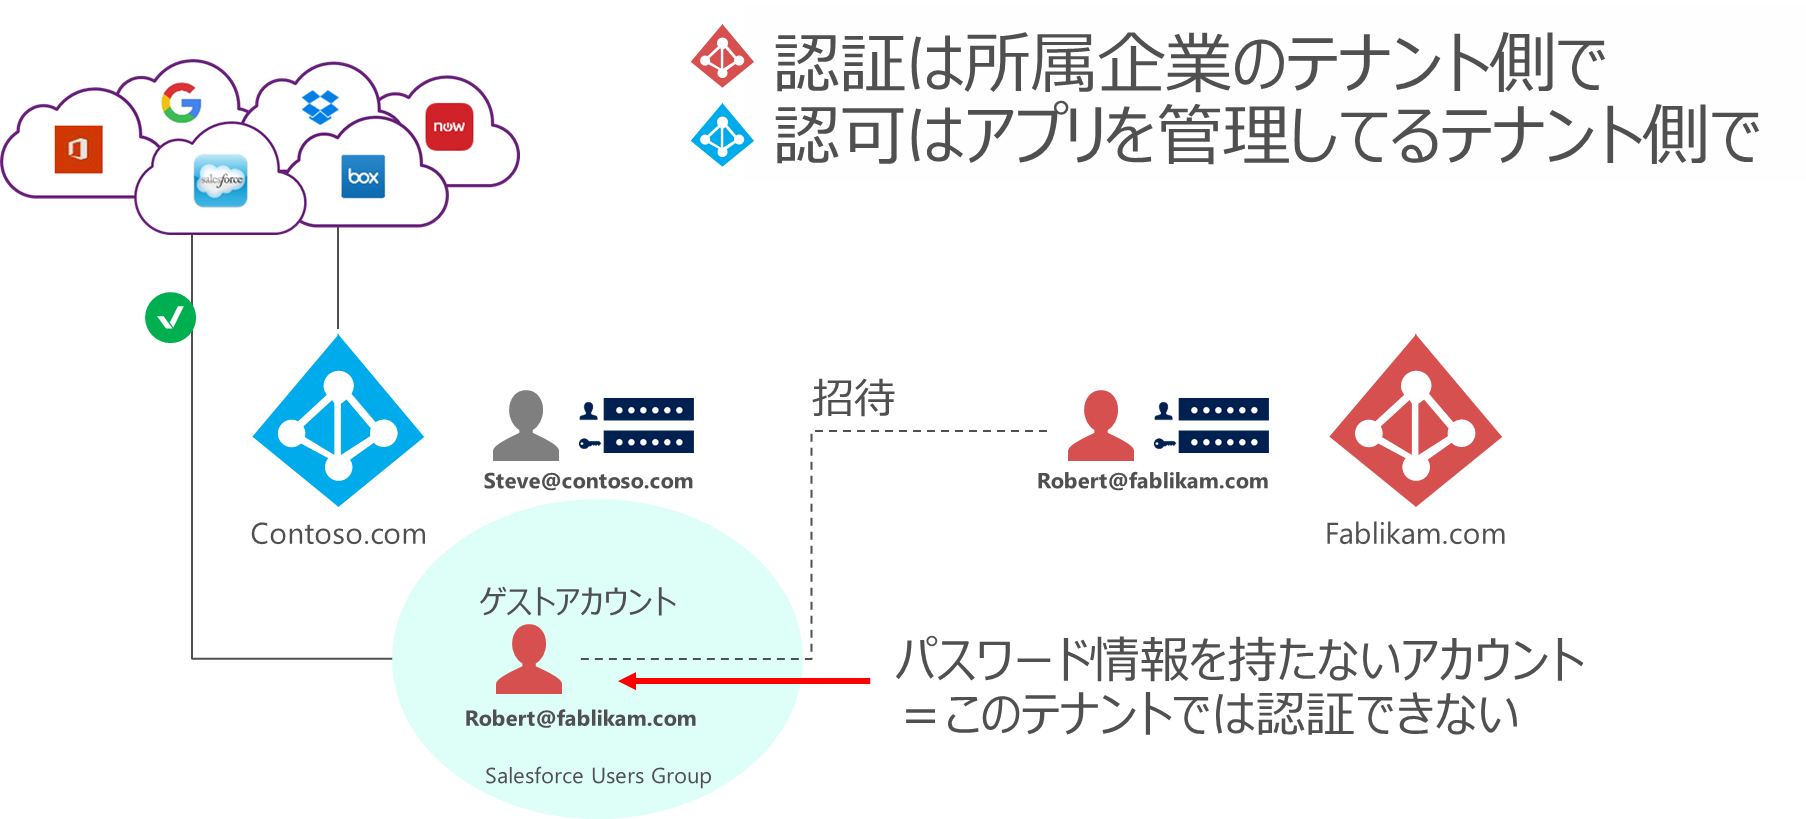 認証は所属企業のテナント側で
認可はアプリを管理してるテナント側で
G
now
salesforce
box
招待
Steve@contoso.com
Robert@fablikam.com
Contoso.com
Fablikam.com
ゲストアカウント
Robert@fablikam.com
Salesforce Users Group
パスワード情報を持たないアカウント
＝このテナントでは認証できない